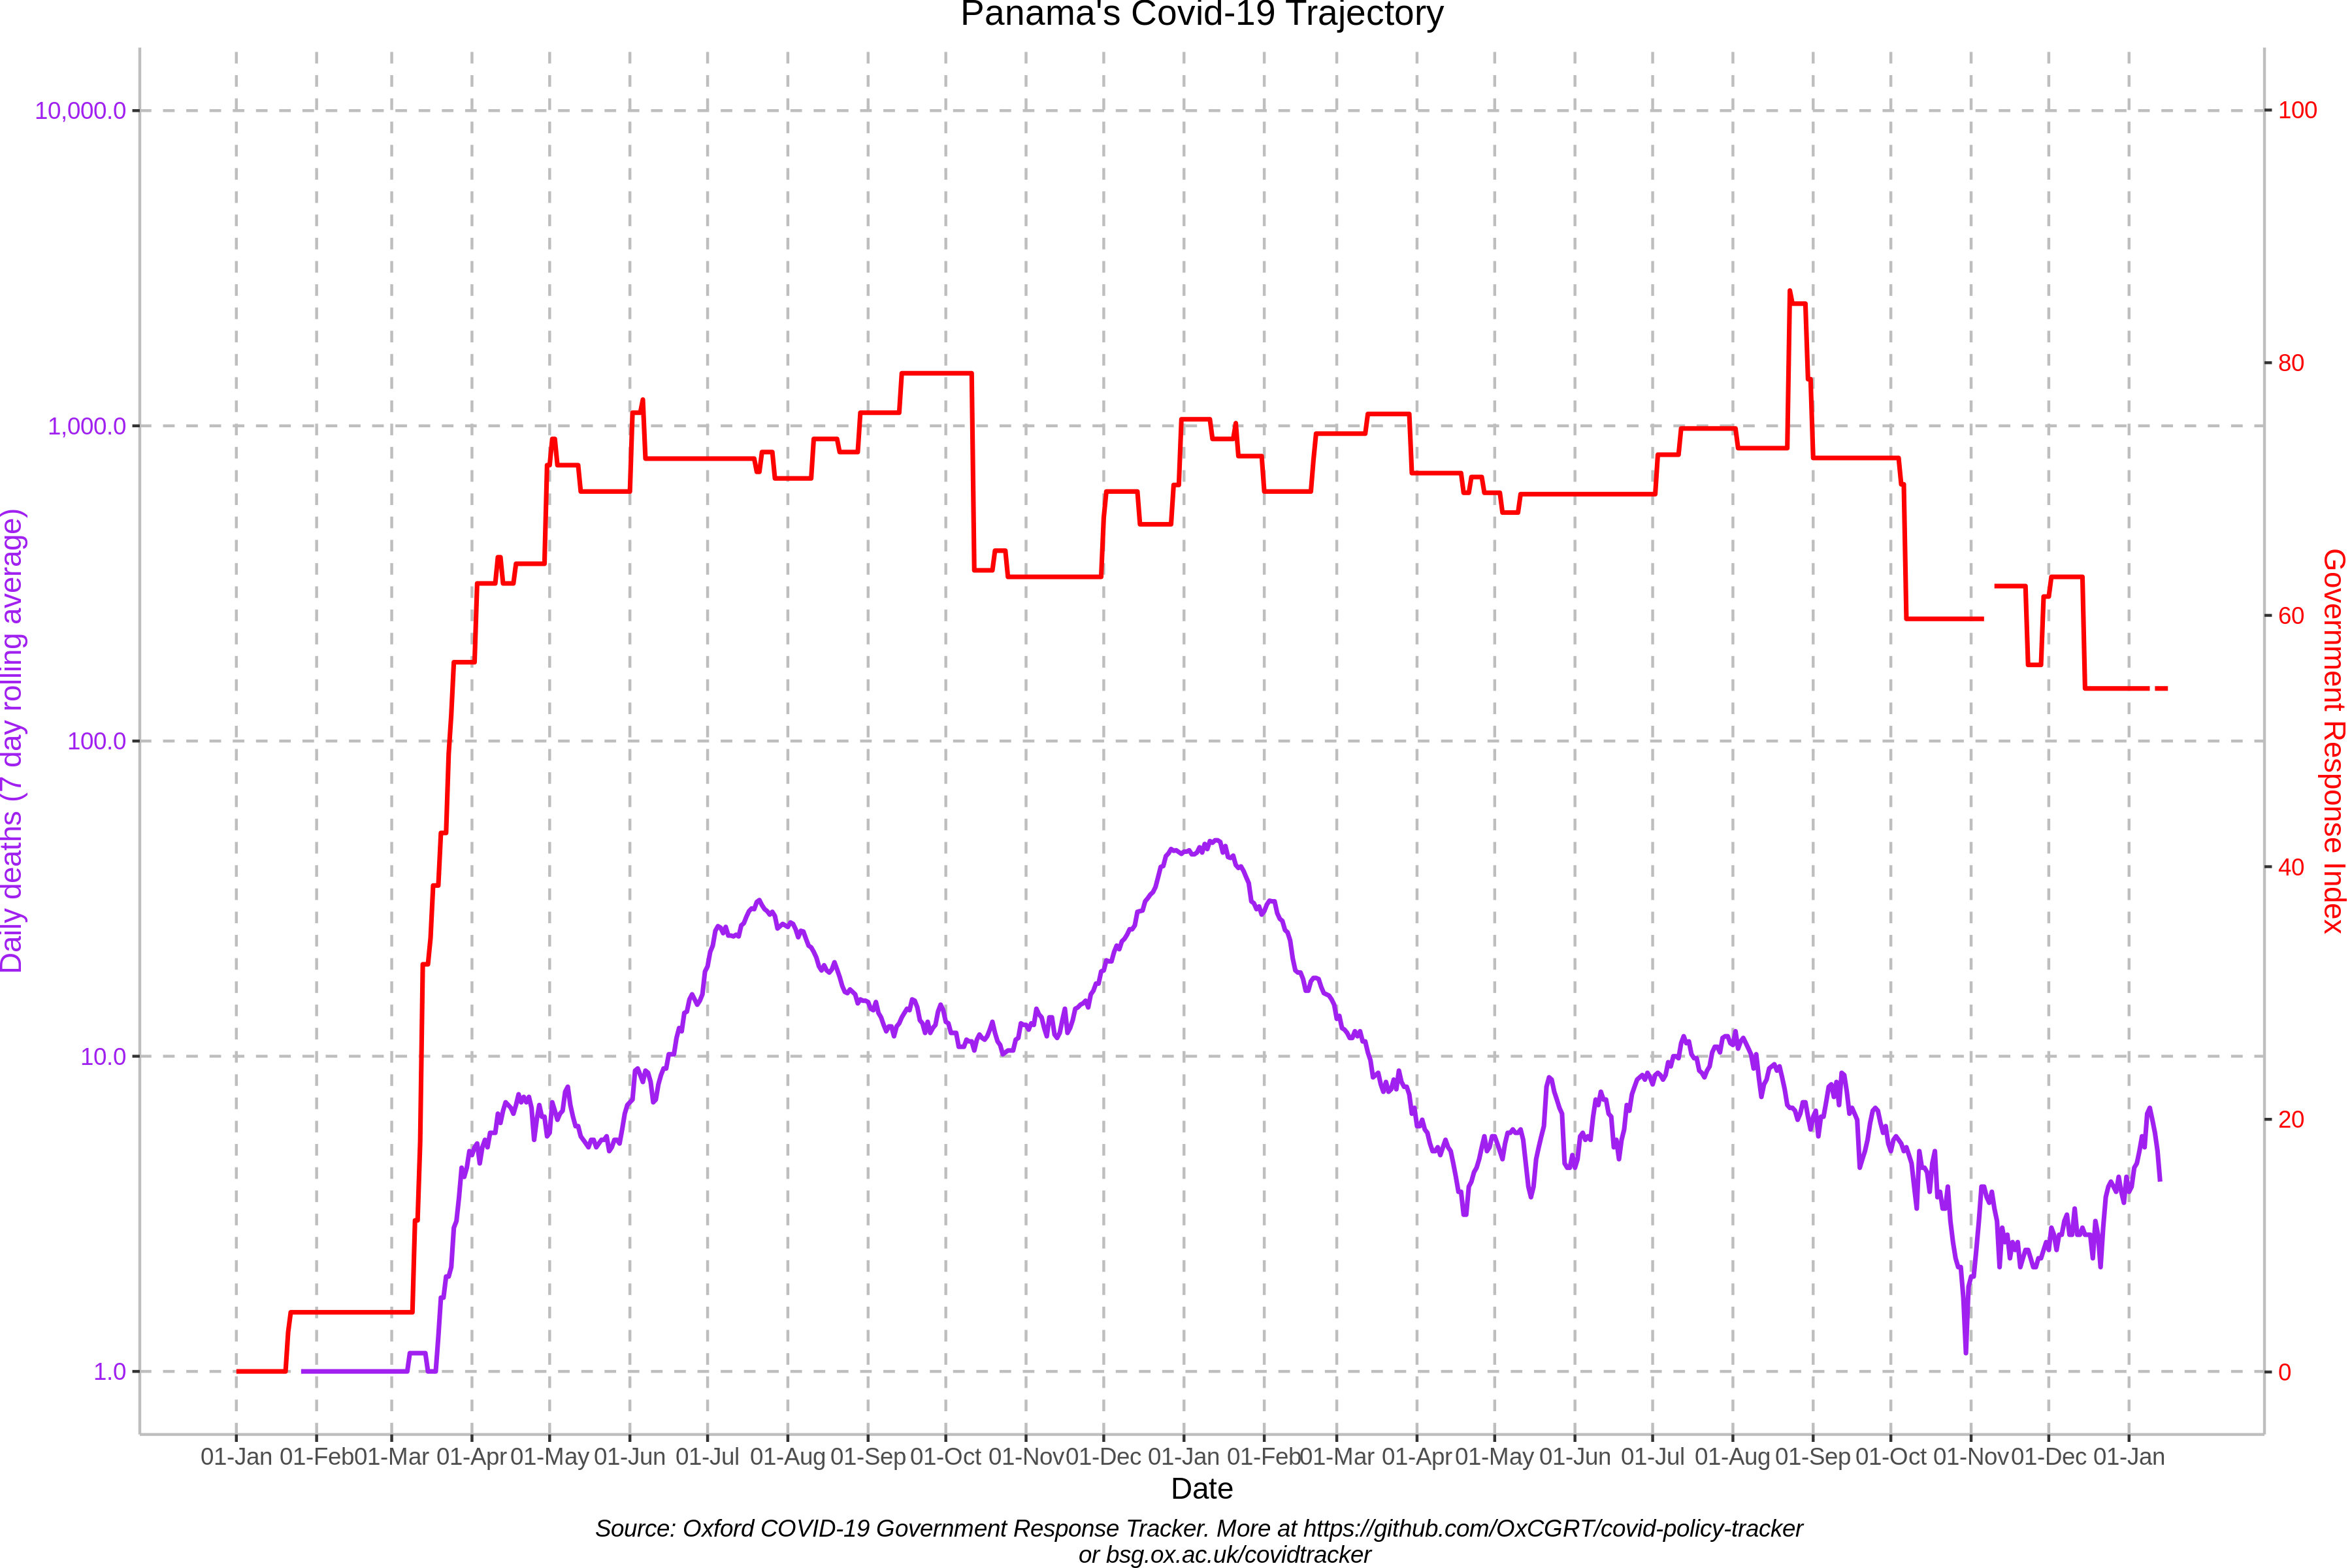 Panama's Covid-19 Trajectory
10,000.0
1,000.0
100.0
10.0
1.0
Daily deaths (7 day rolling average)
100
80
60
40
20
0
Government Response Index
01-Jan 01-Feb 01-Mar 01-Apr 01-May 01-Jun 01-Jul 01-Aug 01-Sep 01-Oct 01-Nov 01-Dec 01-Jan 01-Feb 01-Mar 01-Apr 01-May 01-Jun 01-Jul 01-Aug 01-Sep 01-Oct 01-Nov 01-Dec 01-Jan
Date
Source: Oxford COVID-19 Government Response Tracker. More at https://github.com/OxCGRT/covid-policy-tracker
or bsg.ox.ac.uk/covidtracker